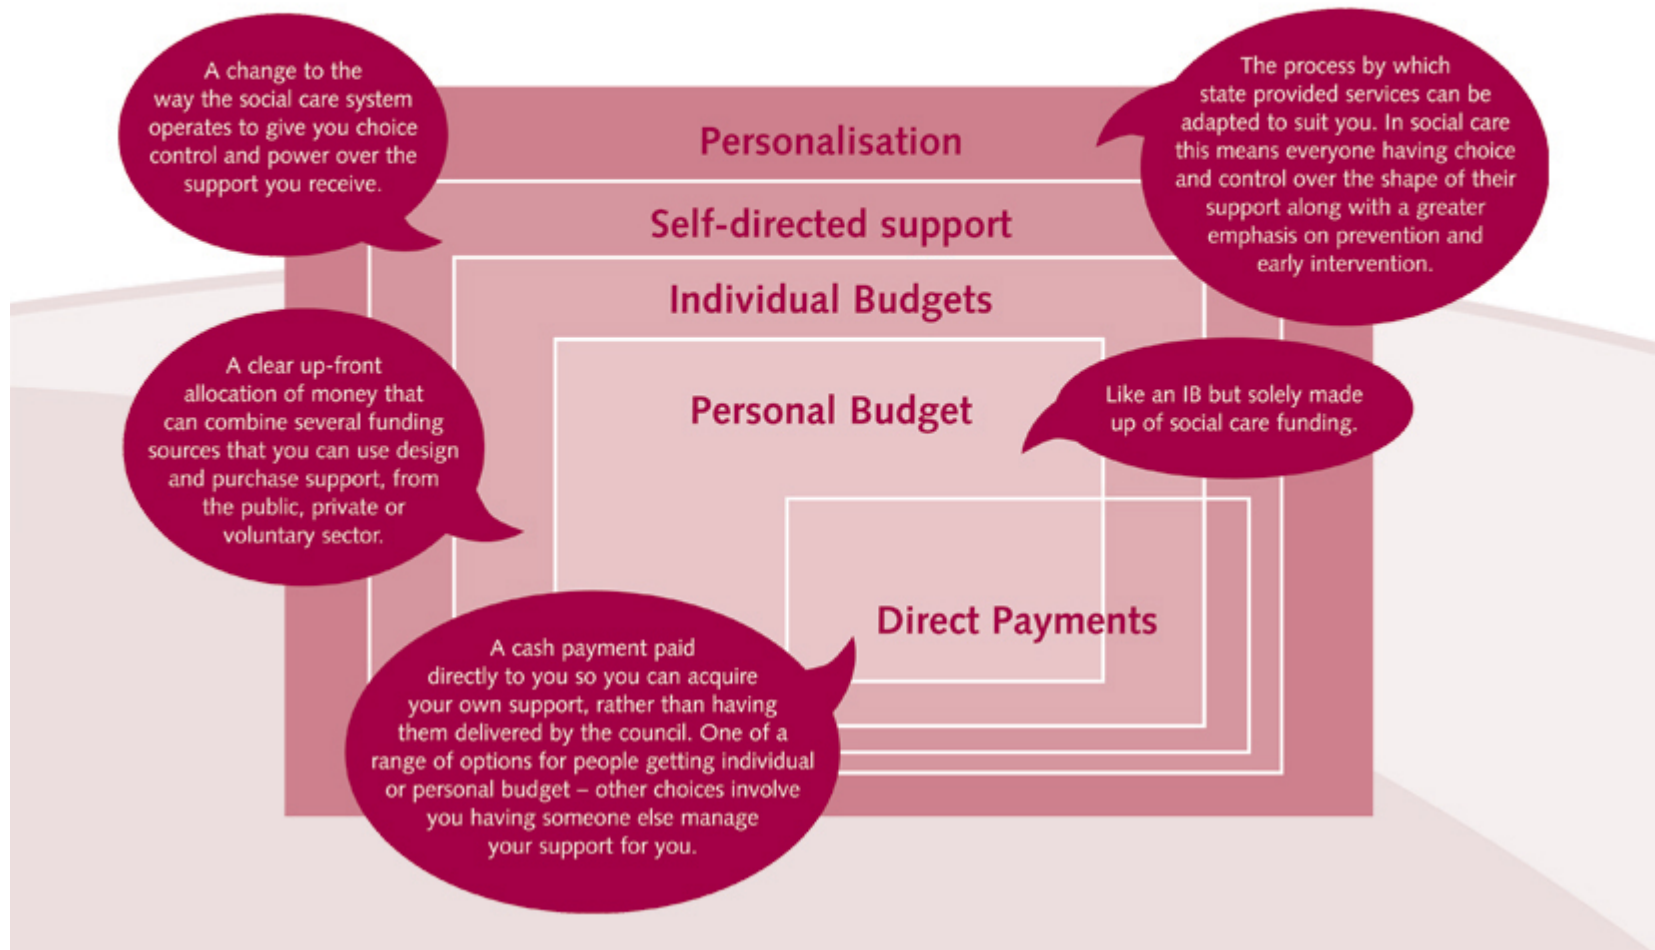 A change to the
way the social care system
operates to give you choice
control and power over the
support you receive.
Personalisation
The process by which
state provided services can be
adapted to suit you. In social care
this means everyone having choice
and control over the shape of their
support along with a greater
emphasis on prevention and
early intervention.
Self-directed support
Individual Budgets
A clear up-front
allocation of money that
can combine several funding
sources that you can use design
and purchase support, from
the public, private or
voluntary sector.
Personal Budget
Like an IB but solely made
up of social care funding.
Direct Payments
A cash payment paid
directly to you so you can acquire
your own support, rather than having
them delivered by the council. One of a
range of options for people getting individual
or personal budget – other choices involve
you having someone else manage
your support for you.